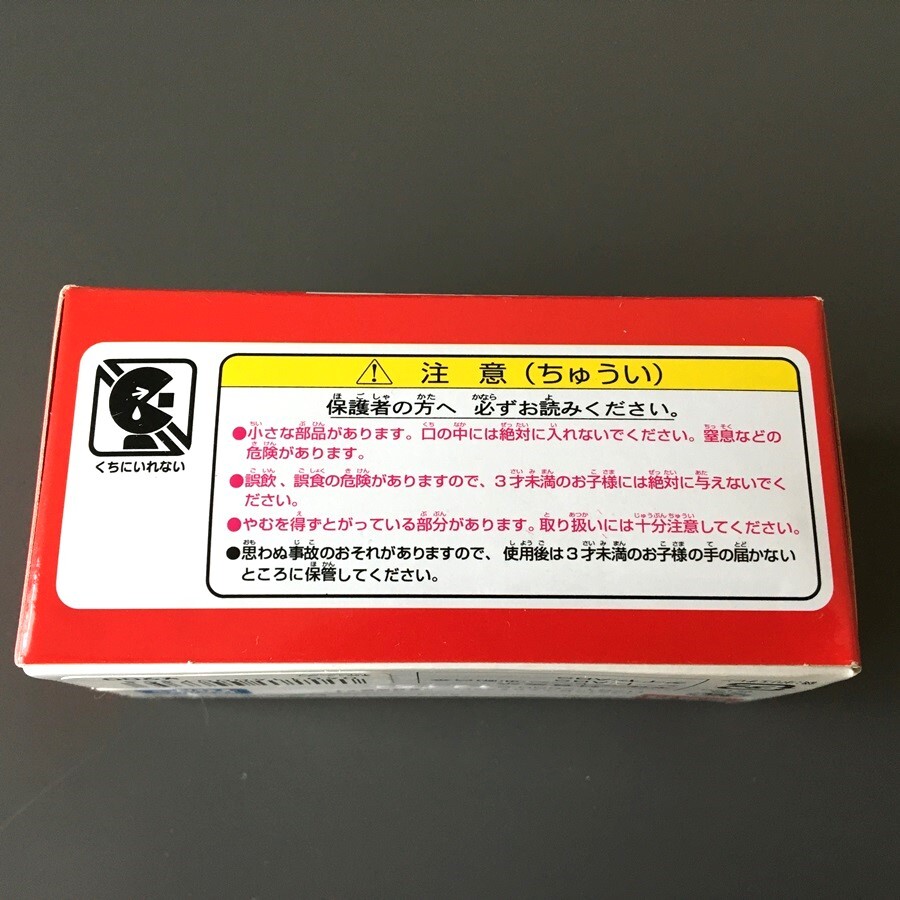 くちにいれない
⚠ 注 意（ちゅうい）
保護者の方へ 必ずお読みください。
●小さな部品があります。口の中には絶対に入れないでください。窒息などの
危険があります。
●誤飲、誤食の危険がありますので、３才未満のお子様には絶対に与えないでく
ださい。
●やむを得ずとがっている部分があります。取り扱いには十分注意してください。
●思わぬ事故のおそれがありますので、使用後は３才未満のお子様の手の届かない
ところに保管してください。